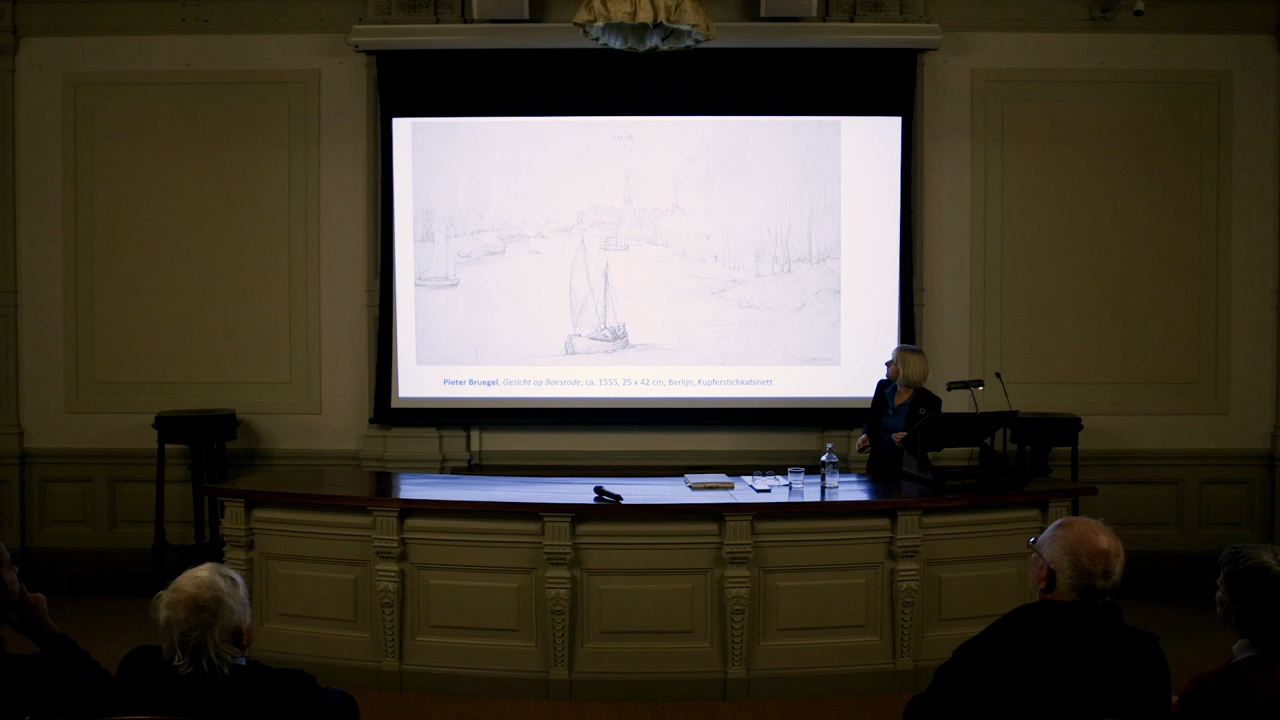 Pieter Bruegel, Gezicht op Baesrode, ca. 1555, 25 x 42 cm, Berlijn, Kupferstichkabinett